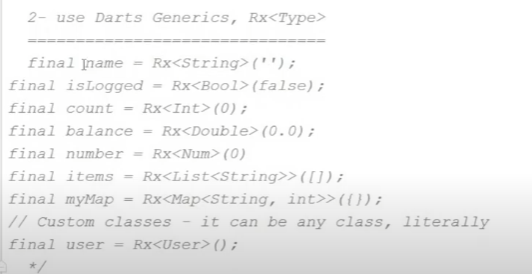 2- use Darts Generics, Rx<Type>
================================
final name = Rx<String>('');
final isLogged = Rx<Bool>(false);
final count = Rx<Int>(0);
final balance = Rx<Double>(0.0);
final number = Rx<Num>(0)
final items = Rx<List<String>>([]);
final myMap = Rx<Map<String, int>>({});
// Custom classes - it can be any class, literally
final user = Rx<User>();
*/